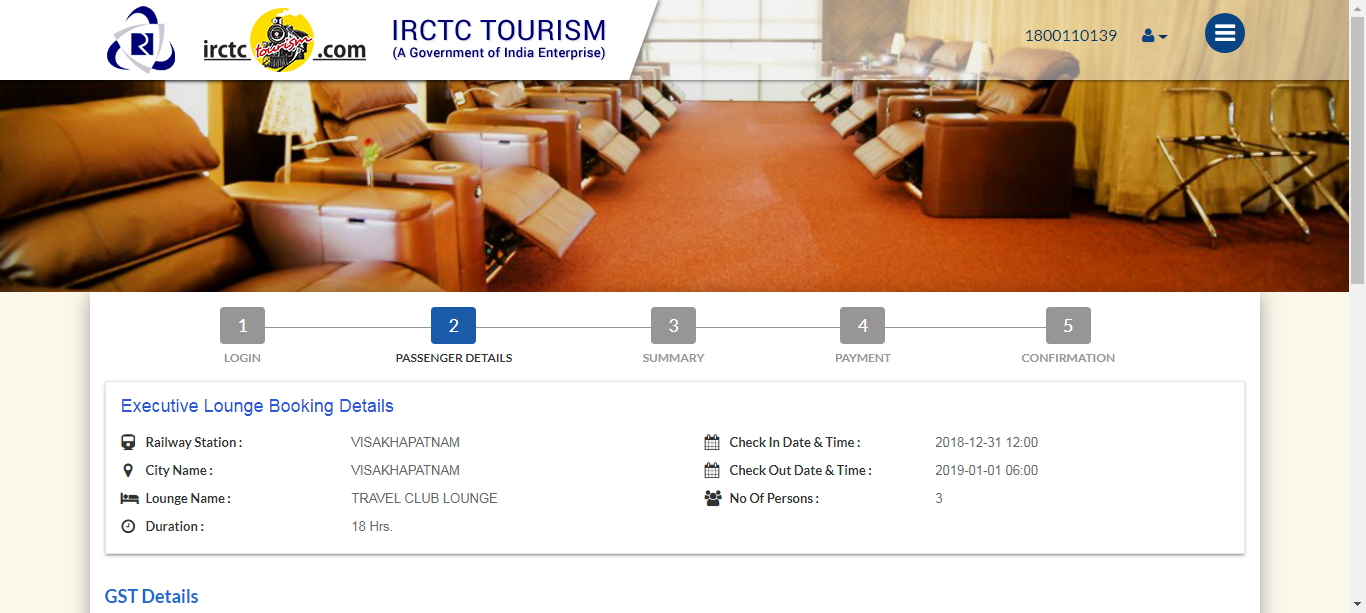 irctc tourism .com
IRCTC TOURISM
(A Government of India Enterprise)
1800110139
1 2 3 4 5
LOGIN PASSENGER DETAILS SUMMARY PAYMENT CONFIRMATION
Executive Lounge Booking Details
Railway Station : VISAKHAPATNAM Check In Date & Time : 2018-12-31 12:00
City Name : VISAKHAPATNAM Check Out Date & Time : 2019-01-01 06:00
Lounge Name : TRAVEL CLUB LOUNGE No Of Persons : 3
Duration : 18 Hrs.
GST Details